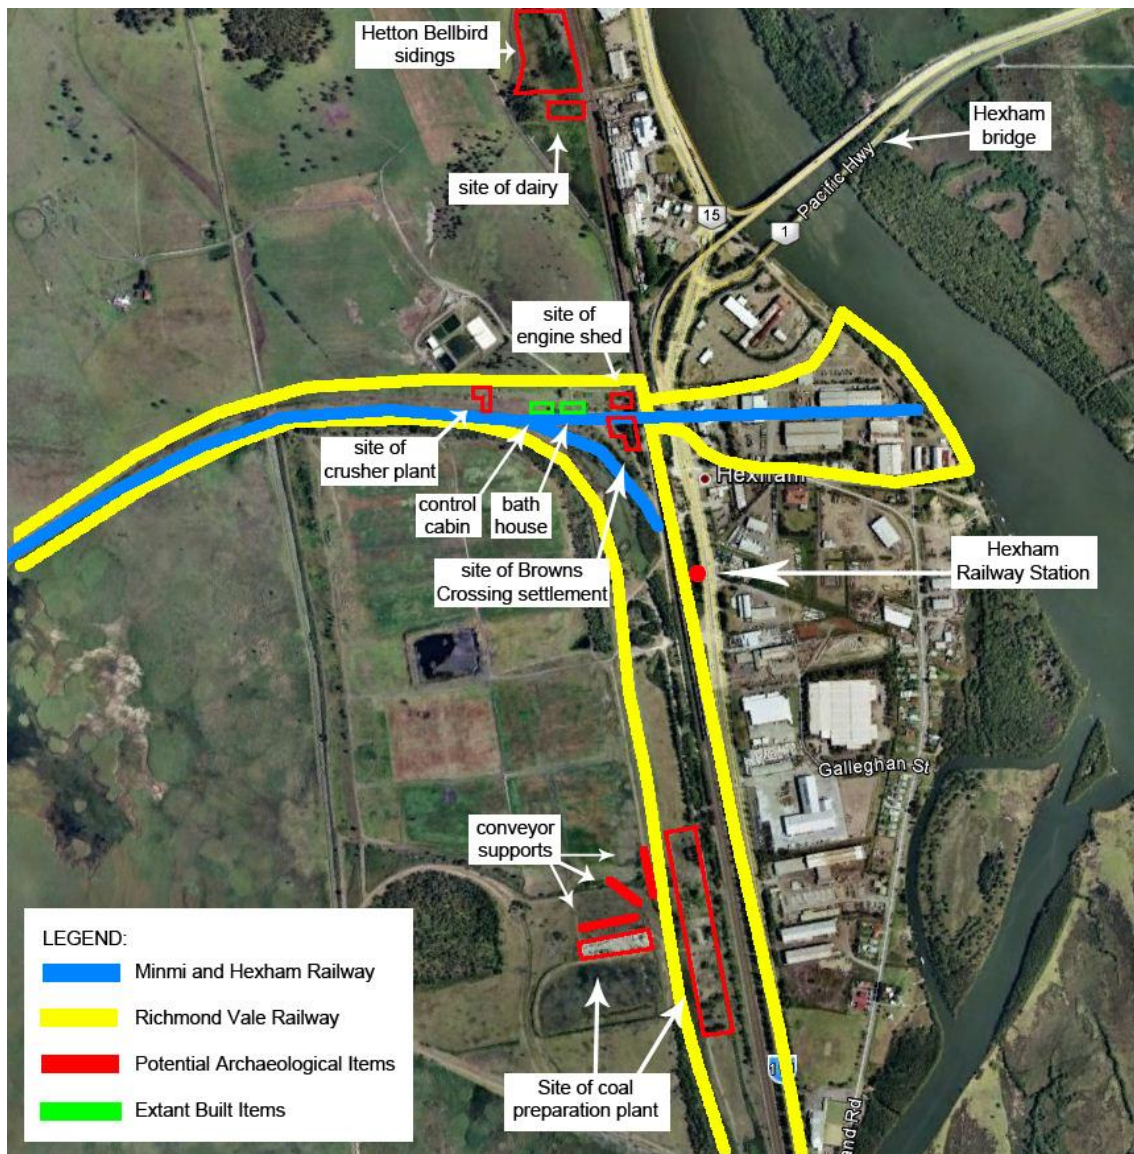 Hetton Bellbird
sidings
site of dairy
Hexham
bridge
Pacific Hwy
15
1
site of
engine shed
site of
crusher plant
control
cabin
bath
house
Hexham
site of Browns
Crossing settlement
Hexham
Railway Station
Galleghan St
conveyor
supports
LEGEND:
Minmi and Hexham Railway
Richmond Vale Railway
Potential Archaeological Items
Extant Built Items
Site of coal
preparation plant
and Rd